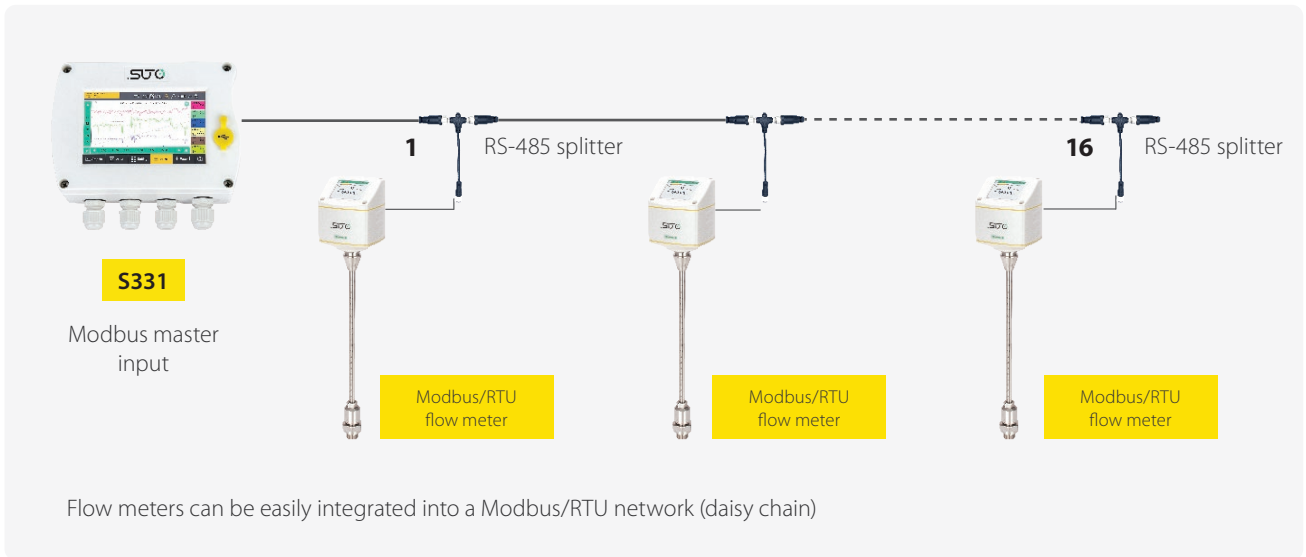 SUTO
1
RS-485 splitter
16
RS-485 splitter
SUTO
SUTO
SUTO
S331
Modbus master
input
Modbus/RTU
flow meter
Modbus/RTU
flow meter
Modbus/RTU
flow meter
Flow meters can be easily integrated into a Modbus/RTU network (daisy chain)